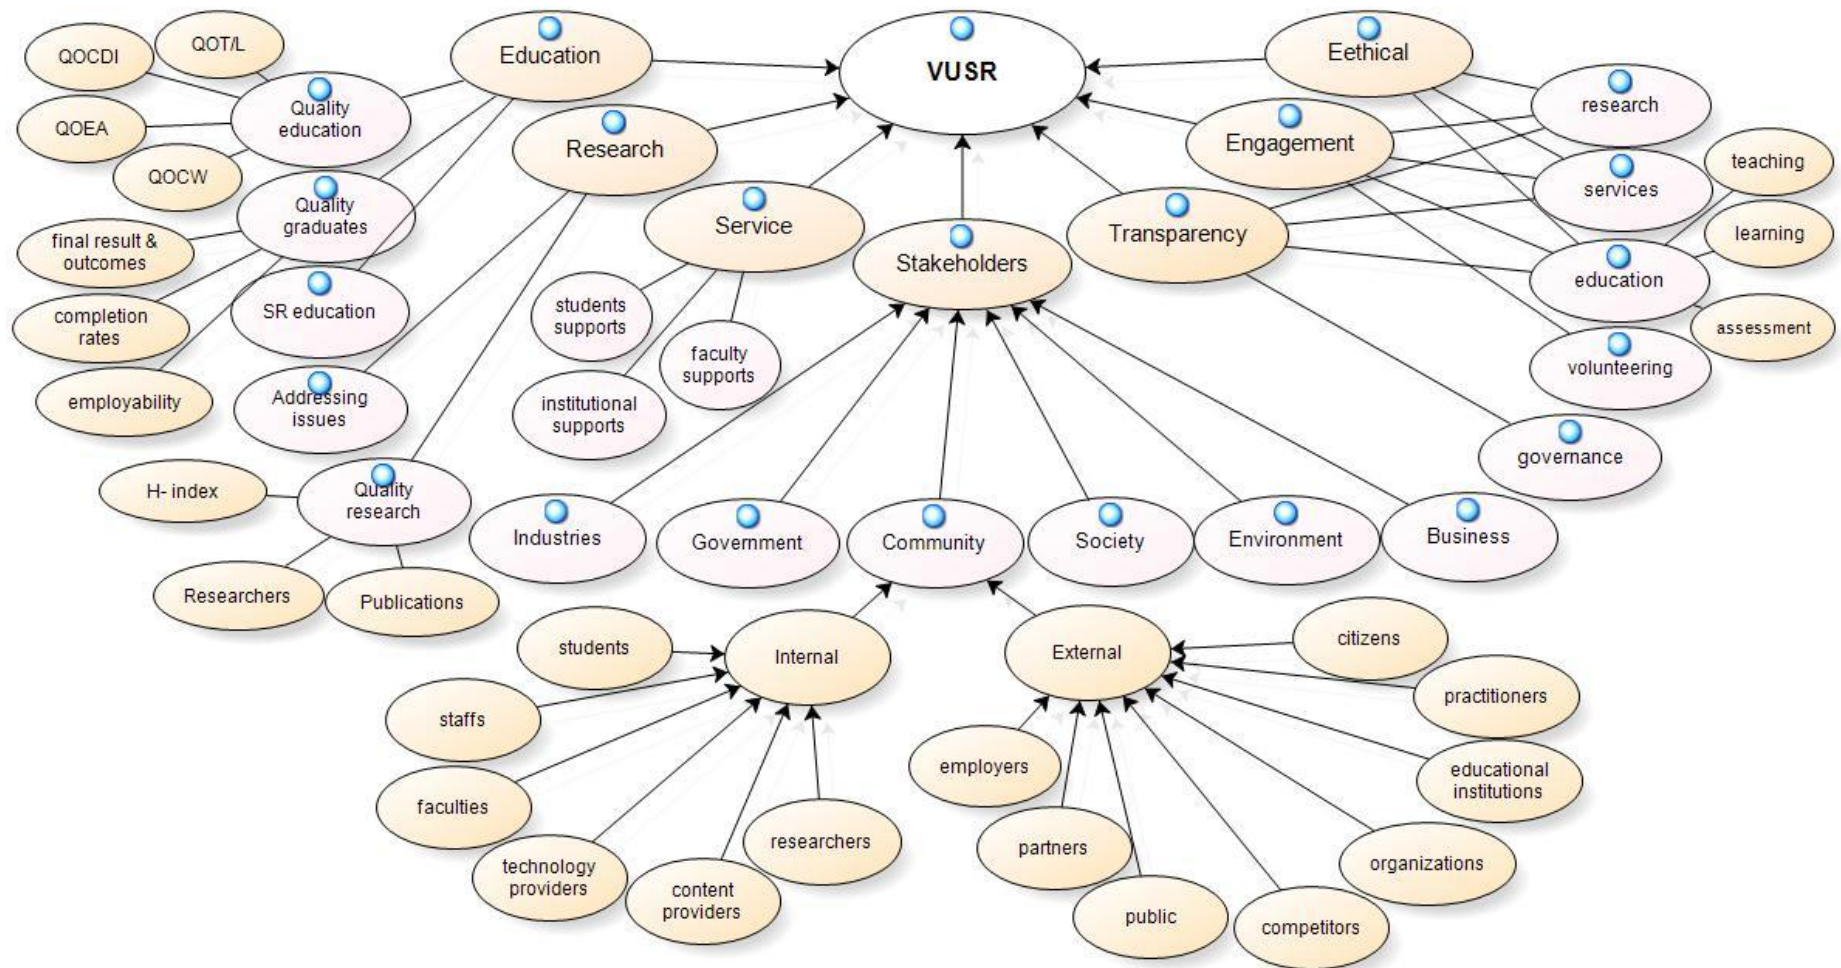 VUSR
Education
Eethical
QOCDI
QOT/L
Quality
education
research
QOEA
Research
Engagement
teaching
QOCW
services
Quality
graduates
Service
Transparency
learning
final result &
outcomes
Stakeholders
education
SR education
students
supports
completion
rates
assessment
faculty
supports
volunteering
employability
Addressing
issues
institutional
supports
governance
H- index
Quality
research
Industries
Government
Community
Society
Environment
Business
Researchers
Publications
students
Internal
External
citizens
staffs
practitioners
employers
educational
institutions
faculties
researchers
partners
organizations
technology
providers
content
providers
public
competitors